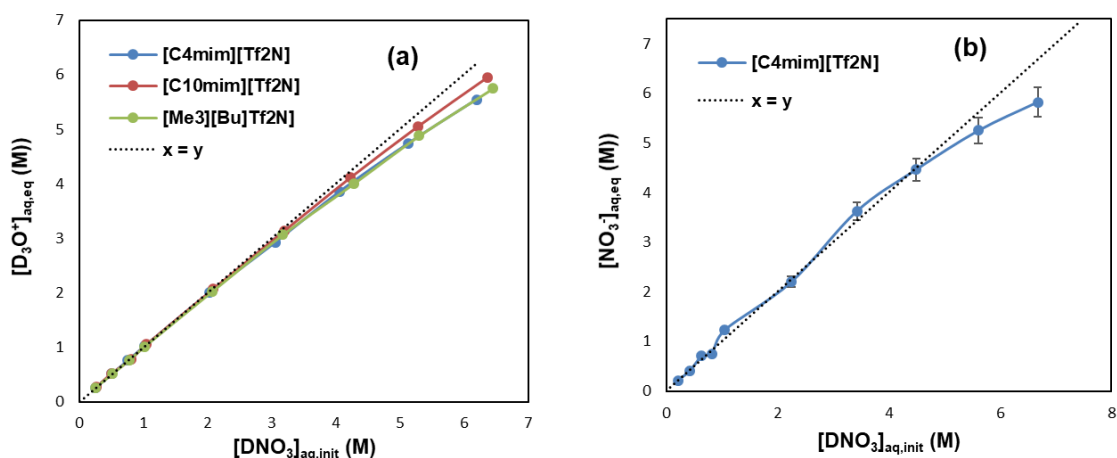 (a)
[C4mim][Tf2N]
[C10mim][Tf2N]
[Me3][Bu]Tf2N]
x = y
[D₃O⁺]aq,eq (M))
7
6
5
4
3
2
1
0
0 1 2 3 4 5 6 7
[DNO₃]aq,init (M)
(b)
[C4mim][Tf2N]
x = y
[NO₃⁻]aq,eq (M))
7
6
5
4
3
2
1
0
0 2 4 6 8
[DNO₃]aq,init (M)